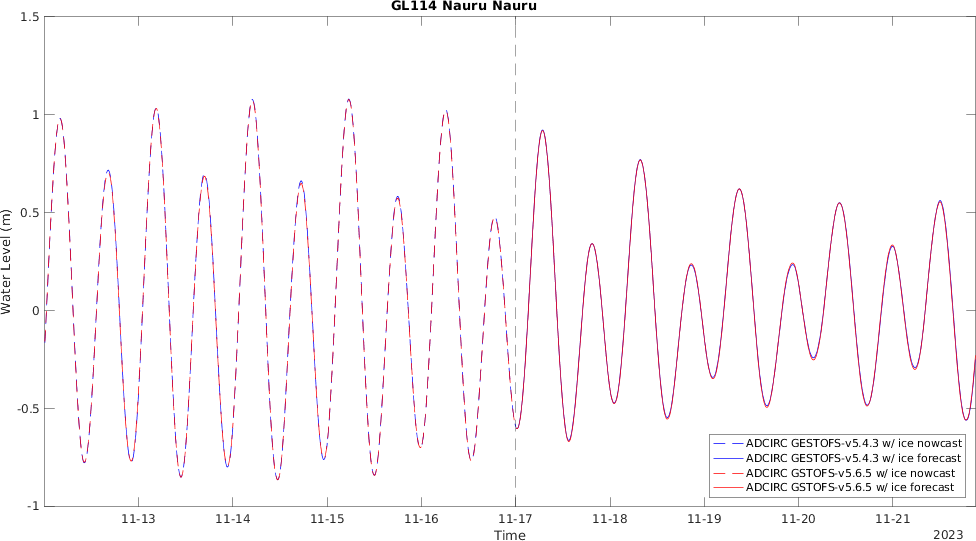 GL114 Nauru Nauru
1.5
1
0.5
0
-0.5
-1
Water Level (m)
11-13
11-14
11-15
11-16
11-17
11-18
11-19
11-20
11-21
Time
2023
ADCIRC GESTOFS-v5.4.3 w/ ice nowcast
ADCIRC GESTOFS-v5.4.3 w/ ice forecast
ADCIRC GSTOFS-v5.6.5 w/ ice nowcast
ADCIRC GSTOFS-v5.6.5 w/ ice forecast